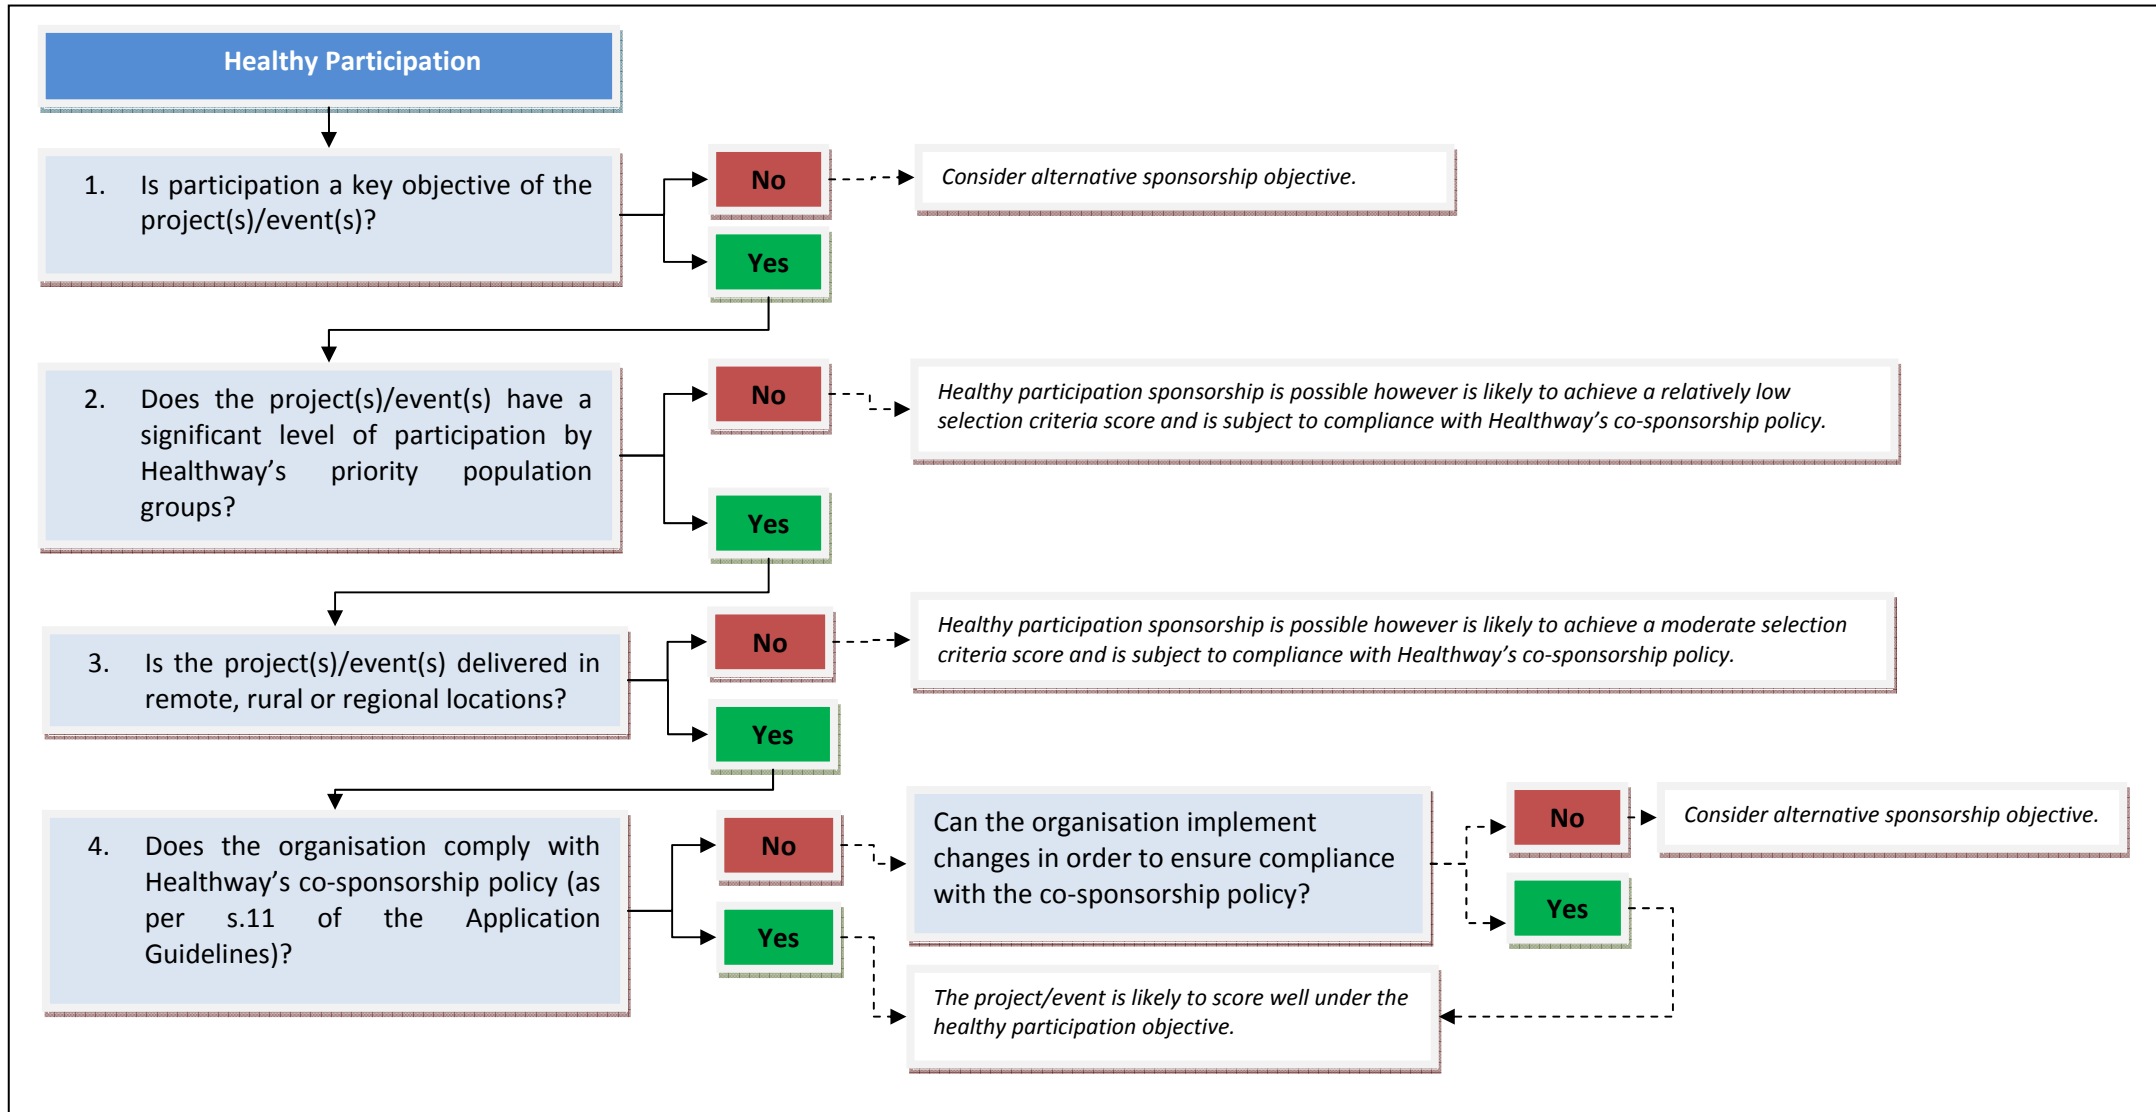 Healthy Participation
1. Is participation a key objective of the
project(s)/event(s)?
No
Consider alternative sponsorship objective.
Yes
2. Does the project(s)/event(s) have a
significant level of participation by
Healthway’s priority population
groups?
No
Healthy participation sponsorship is possible however is likely to achieve a relatively low
selection criteria score and is subject to compliance with Healthway’s co-sponsorship policy.
Yes
3. Is the project(s)/event(s) delivered in
remote, rural or regional locations?
No
Healthy participation sponsorship is possible however is likely to achieve a moderate selection
criteria score and is subject to compliance with Healthway’s co-sponsorship policy.
Yes
4. Does the organisation comply with
Healthway’s co-sponsorship policy (as
per s.11 of the Application
Guidelines)?
No
Can the organisation implement
changes in order to ensure compliance
with the co-sponsorship policy?
No
Consider alternative sponsorship objective.
Yes
Yes
The project/event is likely to score well under the
healthy participation objective.